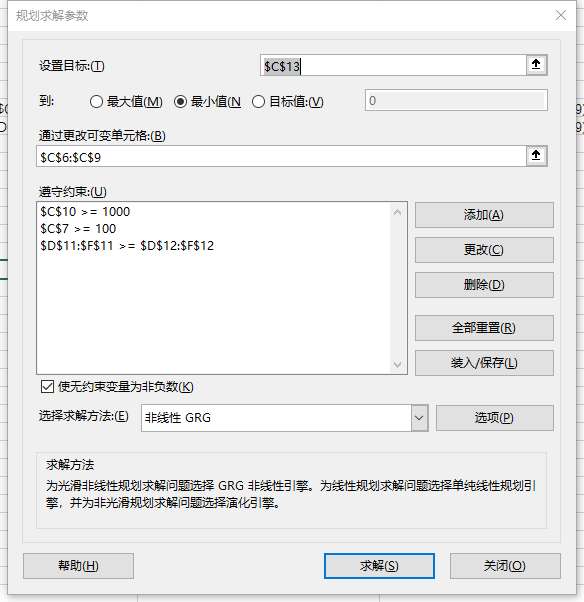 规划求解参数
设置目标:(T)
$C$13
到:
最大值(M)
最小值(N
目标值:(V)
0
通过更改可变单元格:(B)
$C$6:$C$9
遵守约束:(U)
$C$10 >= 1000
$C$7 >= 100
$D$11:$F$11 >= $D$12:$F$12
添加(A)
更改(C)
删除(D)
全部重置(R)
装入/保存(L)
使无约束变量为非负数(K)
选择求解方法:(E)
非线性 GRG
选项(P)
求解方法
为光滑非线性规划求解问题选择 GRG 非线性引擎。为线性规划求解问题选择单纯线性规划引
擎，并为非光滑规划求解问题选择演化引擎。
帮助(H)
求解(S)
关闭(O)